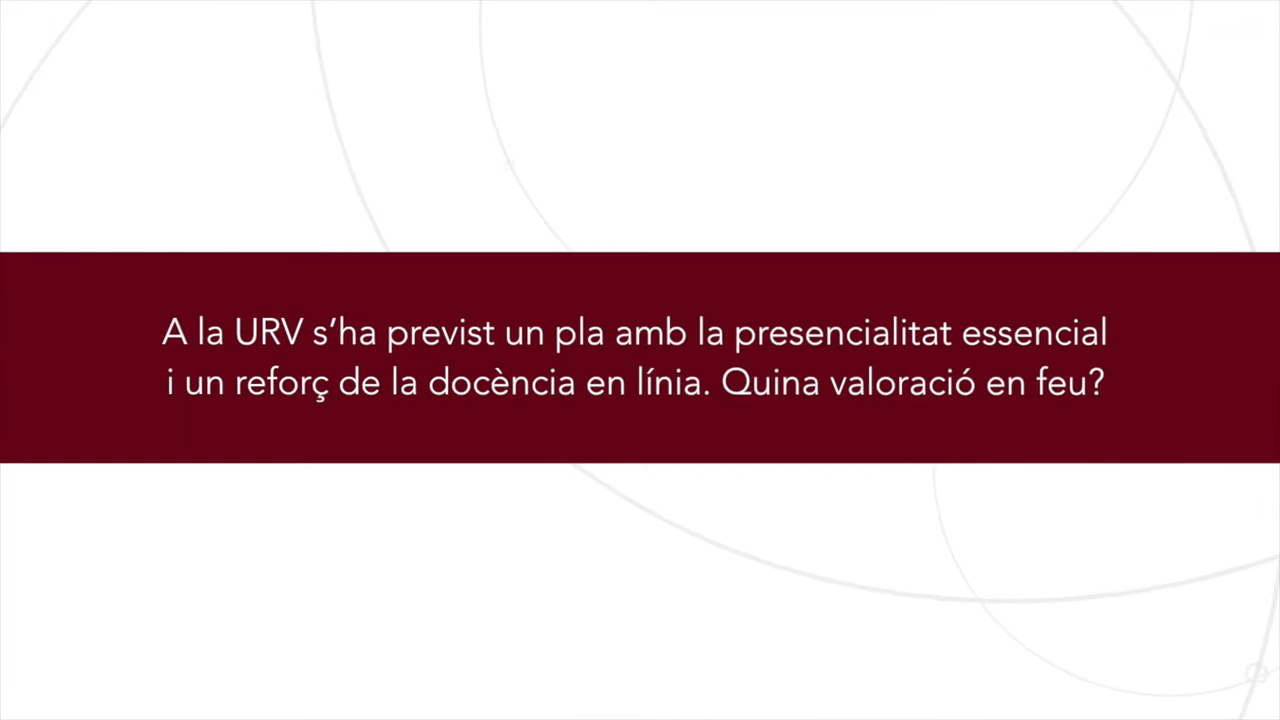 A la URV s’ha previst un pla amb la presencialitat essencial
i un reforç de la docència en línia. Quina valoració en feu?